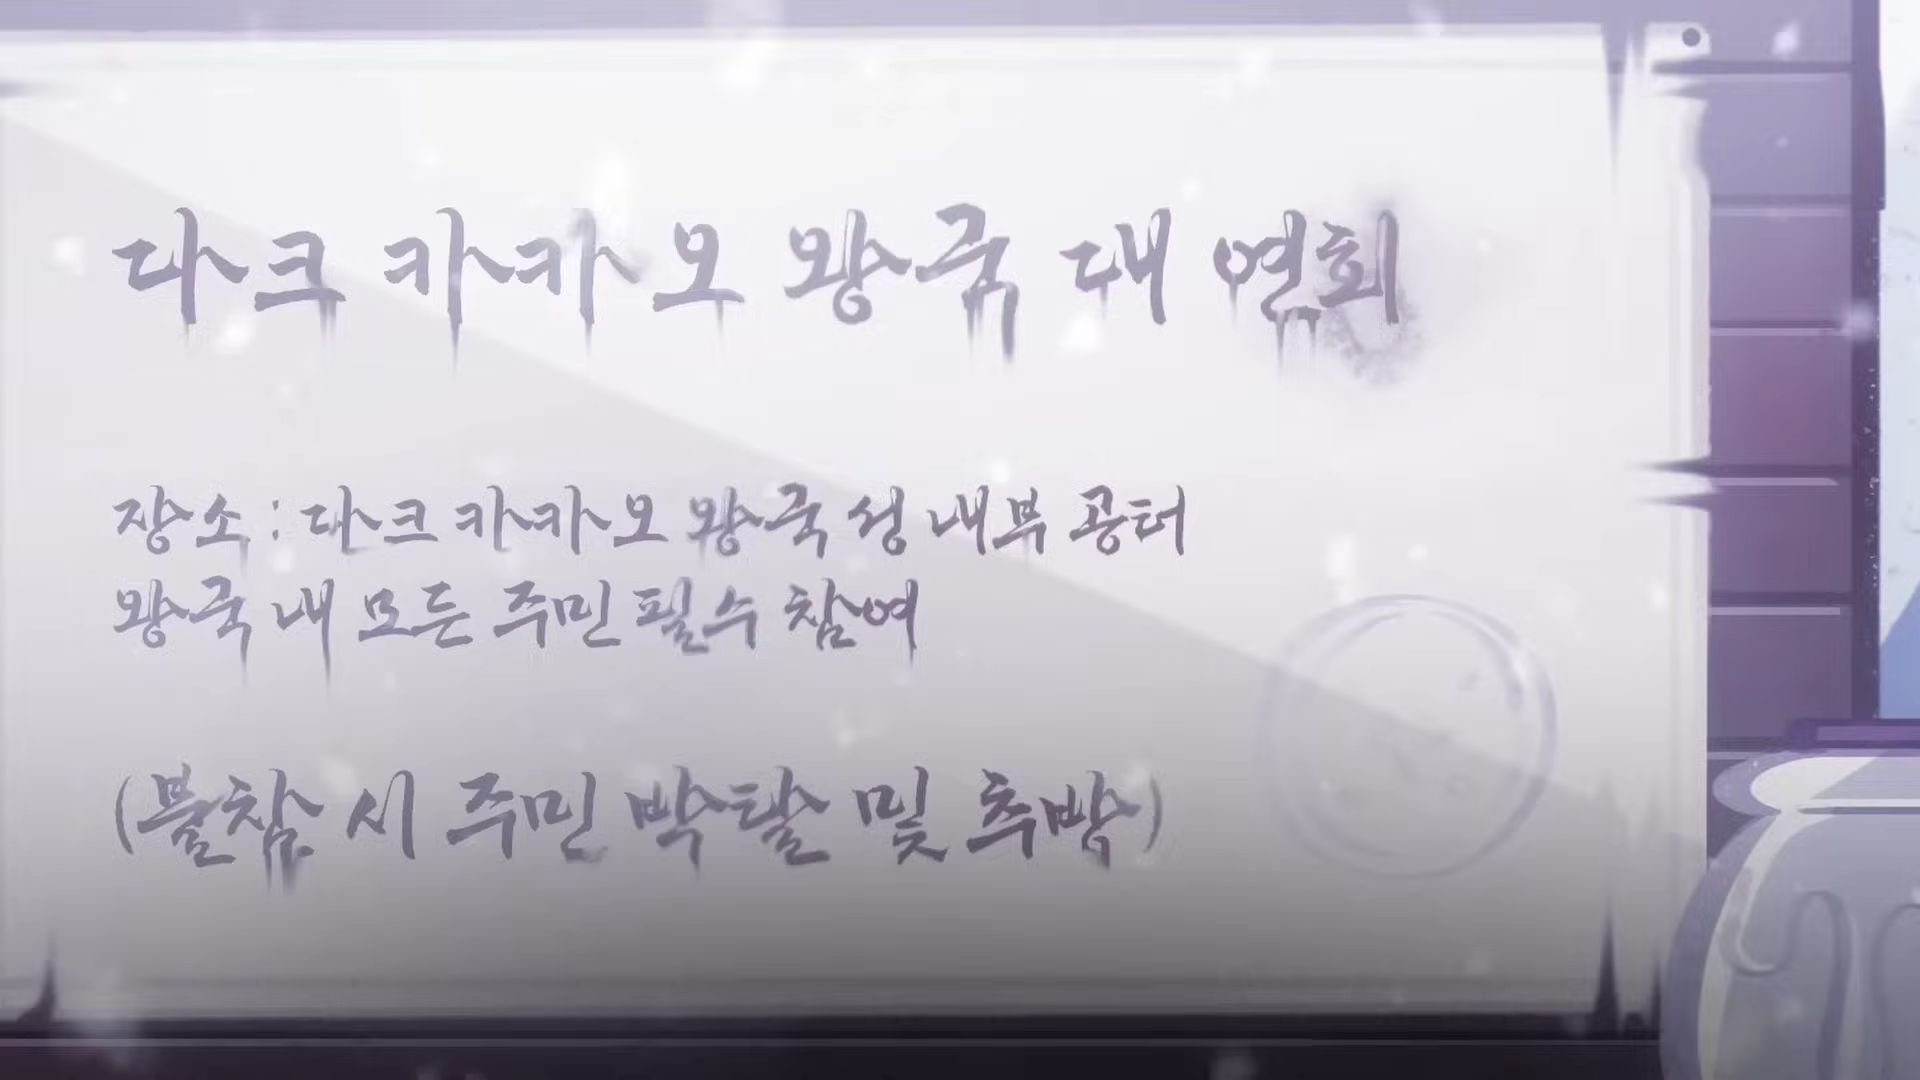 다크 카카오 왕국 대 연회
장소 : 다크 카카오 왕국 성 내부 공터
왕국 내 모든 주민 필수 참여
(불참 시 주민 박탈 및 추방)